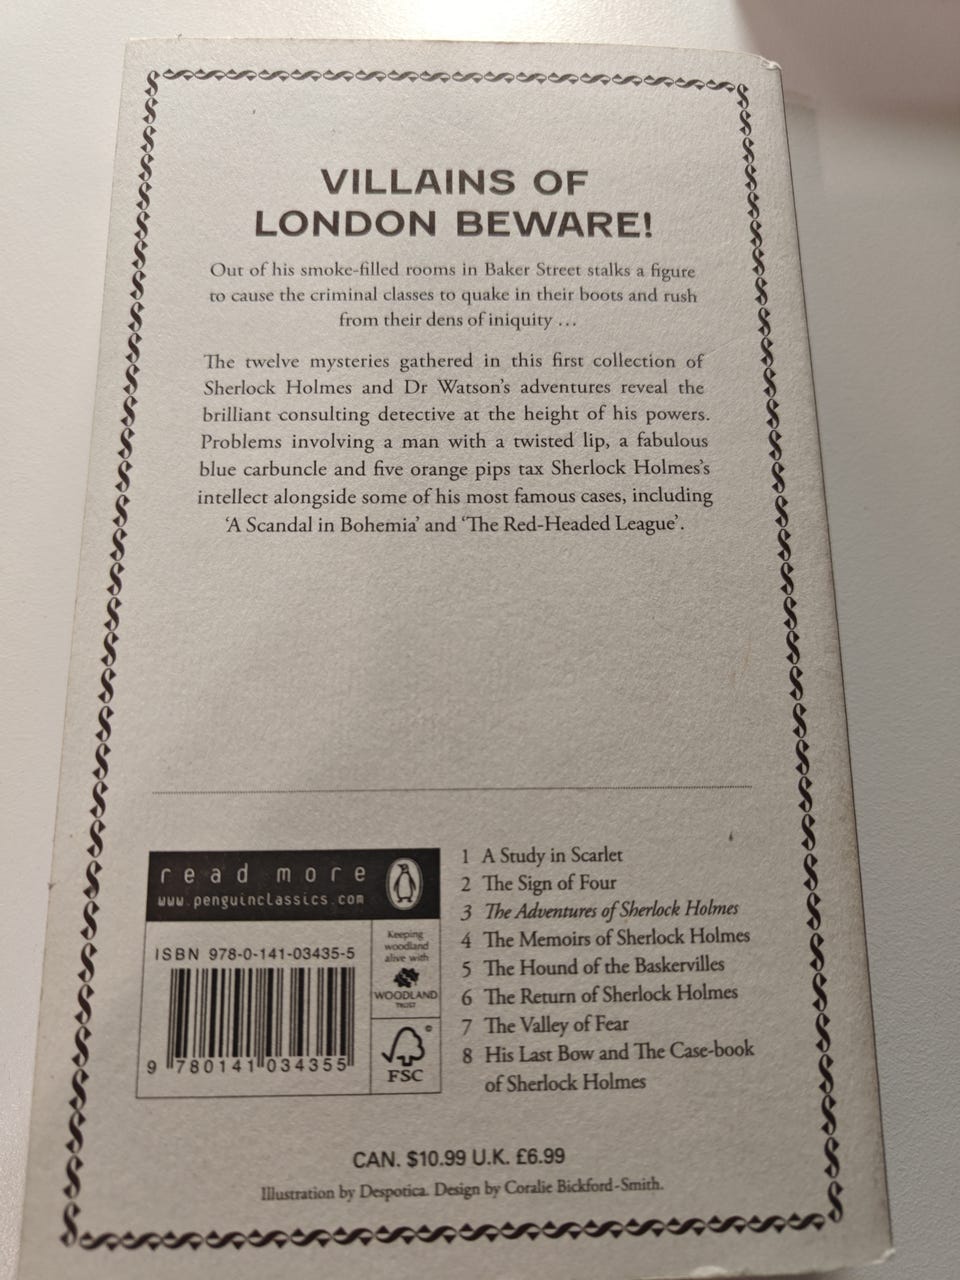 VILLAINS OF
LONDON BEWARE!
Out of his smoke-filled rooms in Baker Street stalks a figure
to cause the criminal classes to quake in their boots and rush
from their dens of iniquity ...
The twelve mysteries gathered in this first collection of
Sherlock Holmes and Dr Watson's adventures reveal the
brilliant consulting detective at the height of his powers.
Problems involving a man with a twisted lip, a fabulous
blue carbuncle and five orange pips tax Sherlock Holmes's
intellect alongside some of his most famous cases, including
'A Scandal in Bohemia' and 'The Red-Headed League'.
read more
www.penguinclassics.com
ISBN 978-0-141-03435-5
9 780141 034355
Keeping
woodland
alive with
WOODLAND
TRUST
©
FSC
1 A Study in Scarlet
2 The Sign of Four
3 The Adventures of Sherlock Holmes
4 The Memoirs of Sherlock Holmes
5 The Hound of the Baskervilles
6 The Return of Sherlock Holmes
7 The Valley of Fear
8 His Last Bow and The Case-book
of Sherlock Holmes
CAN. $10.99 U.K. £6.99
Illustration by Despotica. Design by Coralie Bickford-Smith.